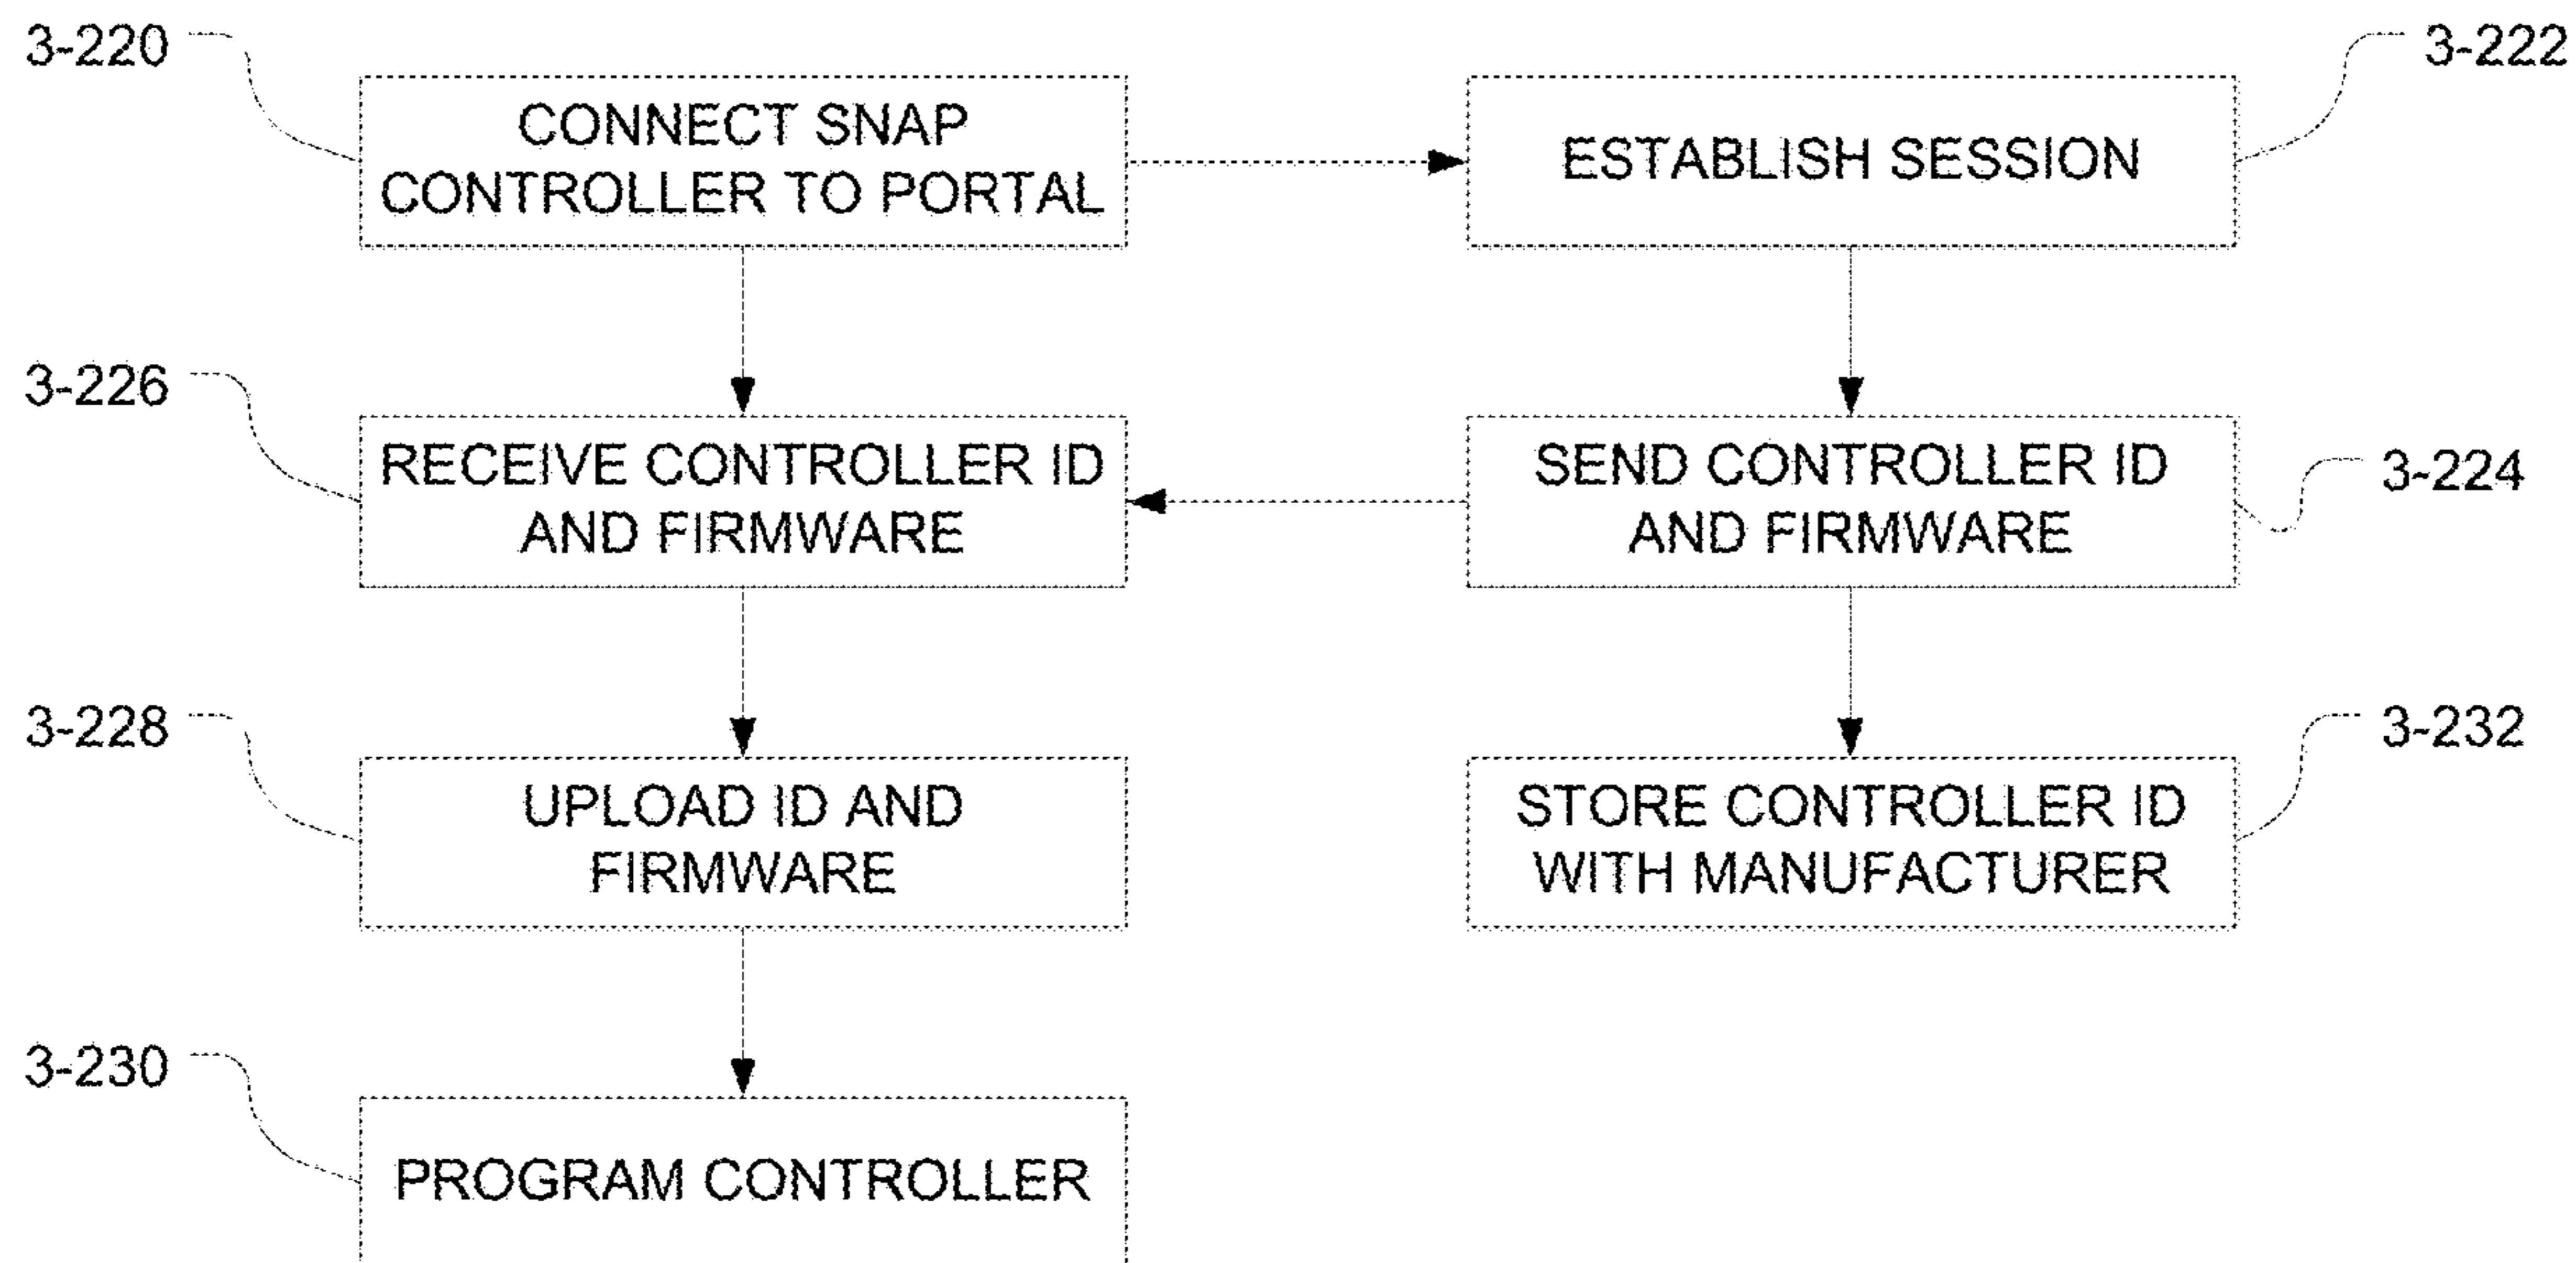 3-220
CONNECT SNAP
CONTROLLER TO PORTAL
ESTABLISH SESSION
3-222
3-226
RECEIVE CONTROLLER ID
AND FIRMWARE
SEND CONTROLLER ID
AND FIRMWARE
3-224
3-228
UPLOAD ID AND
FIRMWARE
STORE CONTROLLER ID
WITH MANUFACTURER
3-232
3-230
PROGRAM CONTROLLER